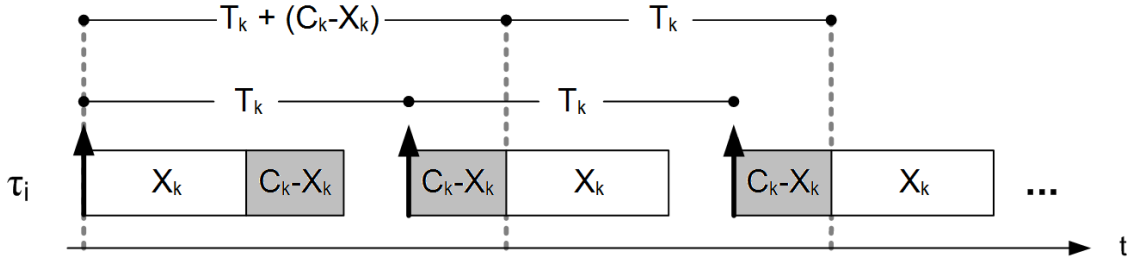 Tₖ + (Cₖ-Xₖ) Tₖ
Tₖ Tₖ
τᵢ Xₖ Cₖ-Xₖ Cₖ-Xₖ Xₖ Cₖ-Xₖ Xₖ ...
t